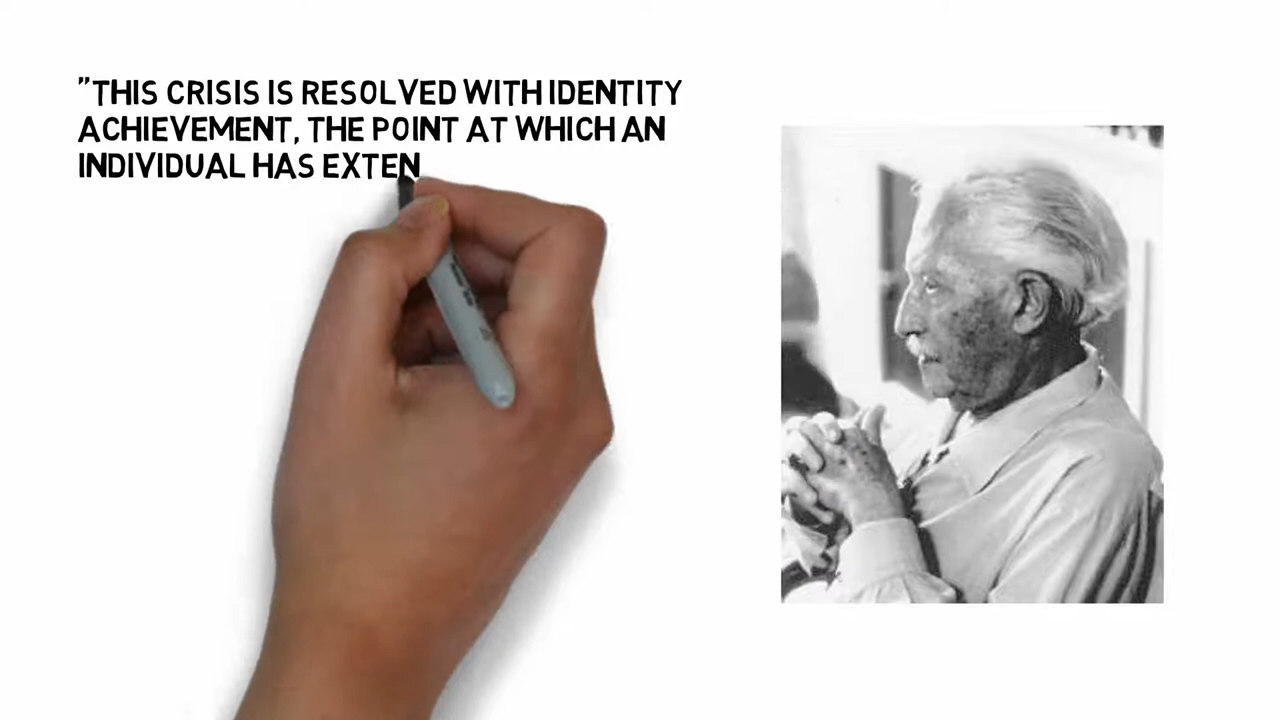 "THIS CRISIS IS RESOLVED WITH IDENTITY
ACHIEVEMENT, THE POINT AT WHICH AN
INDIVIDUAL HAS EXTEN